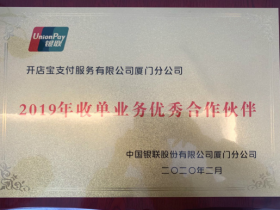 UnionPay
银联
开店宝支付服务有限公司厦门分公司
2019年收单业务优秀合作伙伴
中国银联股份有限公司厦门分公司
二〇二〇年二月